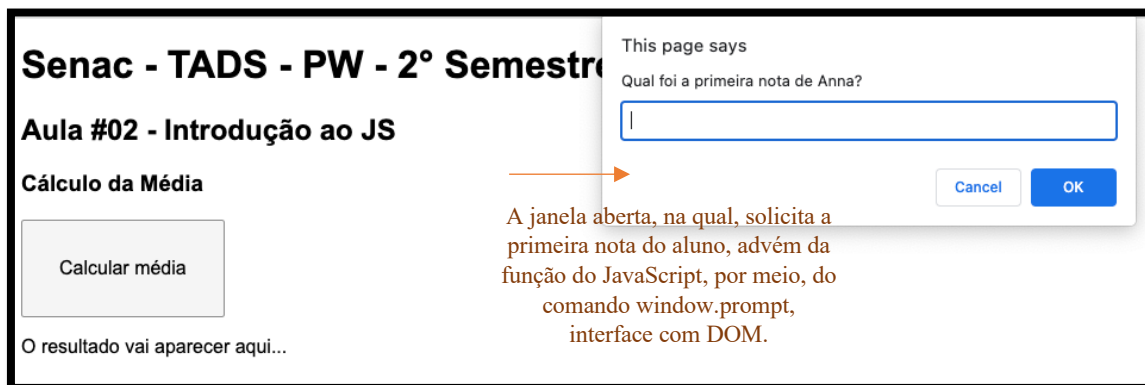 Senac - TADS - PW - 2° Semestre
Aula #02 - Introdução ao JS
Cálculo da Média
Calcular média
O resultado vai aparecer aqui...
This page says
Qual foi a primeira nota de Anna?
Cancel
OK
A janela aberta, na qual, solicita a
primeira nota do aluno, advém da
função do JavaScript, por meio, do
comando window.prompt,
interface com DOM.